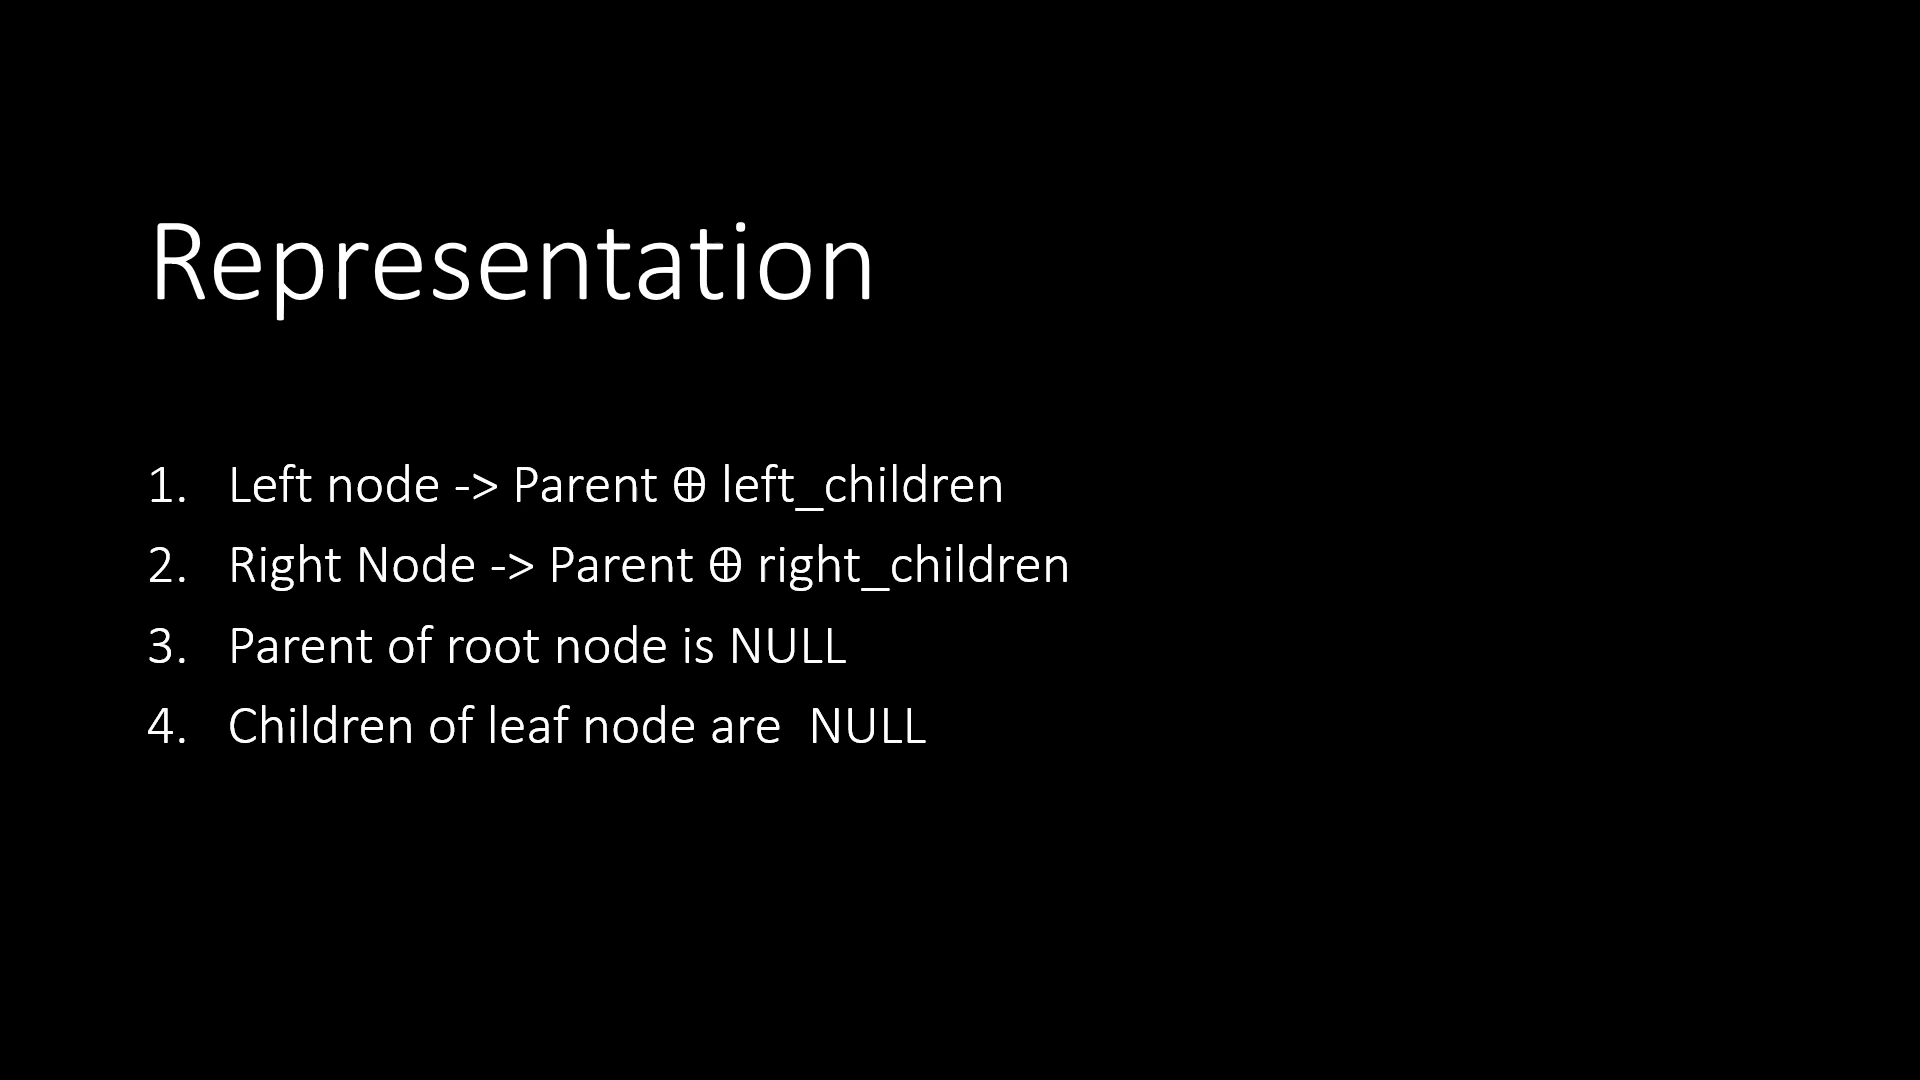 Representation
1. Left node -> Parent ⊕ left_children
2. Right Node -> Parent ⊕ right_children
3. Parent of root node is NULL
4. Children of leaf node are  NULL